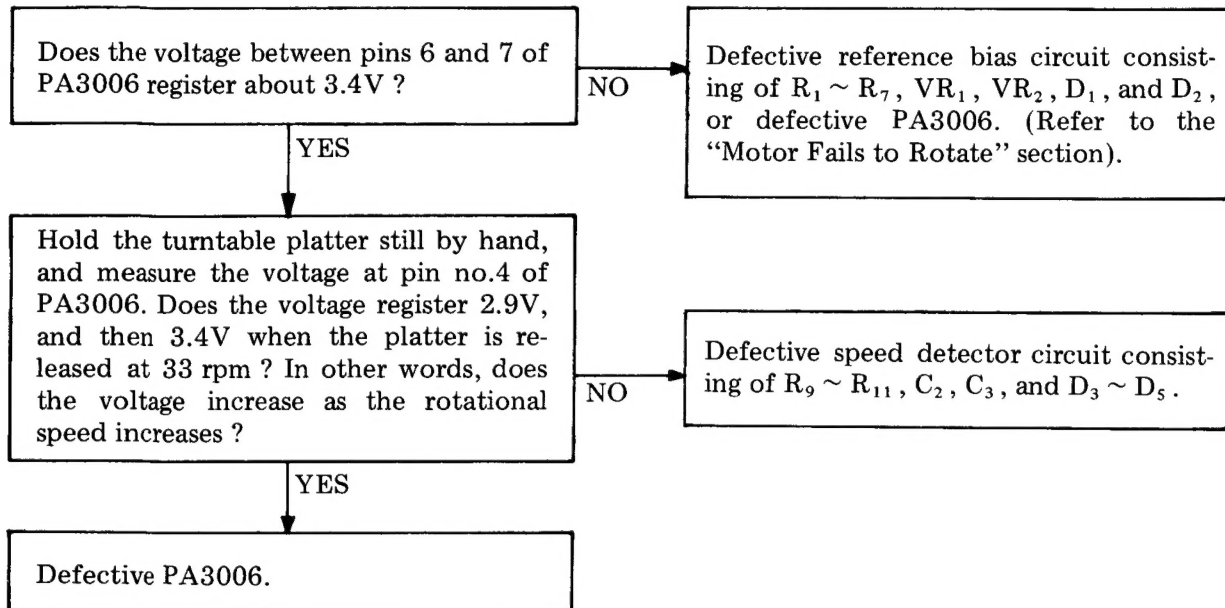 Does the voltage between pins 6 and 7 of
PA3006 register about 3.4V ?
NO
Defective reference bias circuit consist-
ing of R₁ ~ R₇, VR₁, VR₂, D₁, and D₂,
or defective PA3006. (Refer to the
“Motor Fails to Rotate” section).
YES
Hold the turntable platter still by hand,
and measure the voltage at pin no.4 of
PA3006. Does the voltage register 2.9V,
and then 3.4V when the platter is re-
leased at 33 rpm ? In other words, does
the voltage increase as the rotational
speed increases ?
NO
Defective speed detector circuit consist-
ing of R₉ ~ R₁₁, C₂, C₃, and D₃ ~ D₅.
YES
Defective PA3006.